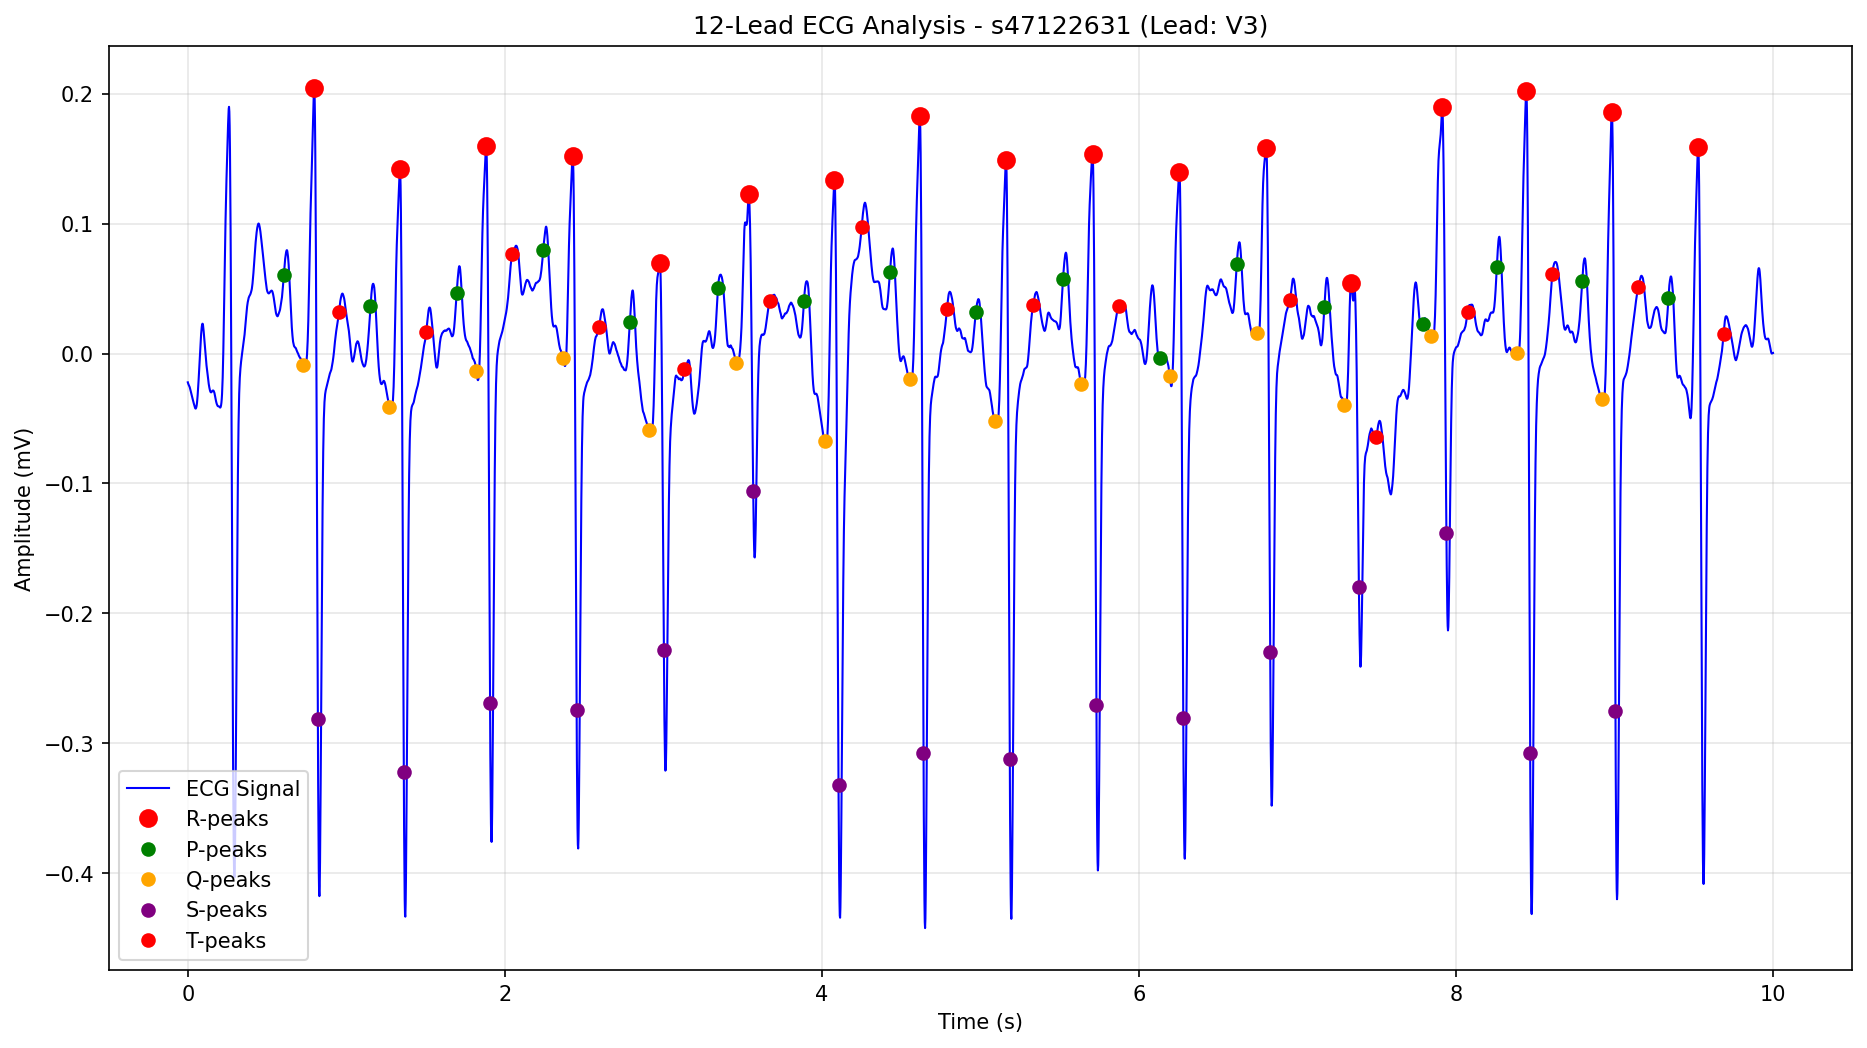 12-Lead ECG Analysis - s47122631 (Lead: V3)
Amplitude (mV)
0.2
0.1
0.0
−0.1
−0.2
−0.3
−0.4
ECG Signal
R-peaks
P-peaks
Q-peaks
S-peaks
T-peaks
0 2 4 6 8 10
Time (s)